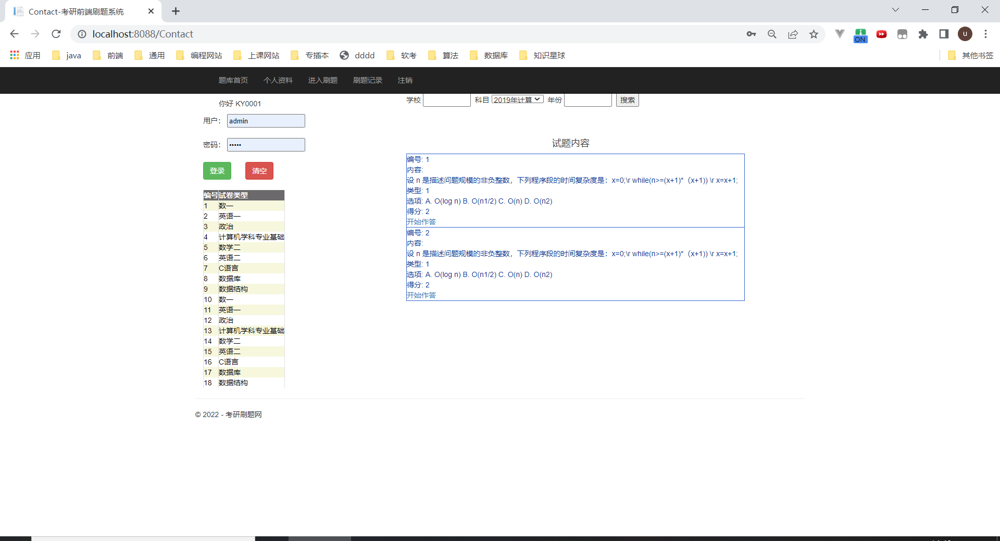 Contact-考研前端刷题系统
localhost:8088/Contact
ON
u
应用 java 前端 通用 编程网站 上课网站 专插本 dddd 软考 算法 数据库 知识星球 其他书签
题库首页 个人资料 进入刷题 刷题记录 注销
你好 KY0001
学校 科目 2019年计算 年份 搜索
用户： admin
密码： •••••
登录 清空
试题内容
编号: 1
内容:
设 n 是描述问题规模的非负整数，下列程序段的时间复杂度是：x=0;\r while(n>=(x+1)*（x+1)) \r x=x+1;
类型: 1
选项: A. O(log n) B. O(n1/2) C. O(n) D. O(n2)
得分: 2
开始作答
编号: 2
内容:
设 n 是描述问题规模的非负整数，下列程序段的时间复杂度是：x=0;\r while(n>=(x+1)*（x+1)) \r x=x+1;
类型: 1
选项: A. O(log n) B. O(n1/2) C. O(n) D. O(n2)
得分: 2
开始作答
编号 试卷类型
1 数一
2 英语一
3 政治
4 计算机学科专业基础
5 数学二
6 英语二
7 C语言
8 数据库
9 数据结构
10 数一
11 英语一
12 政治
13 计算机学科专业基础
14 数学二
15 英语二
16 C语言
17 数据库
18 数据结构
© 2022 - 考研刷题网